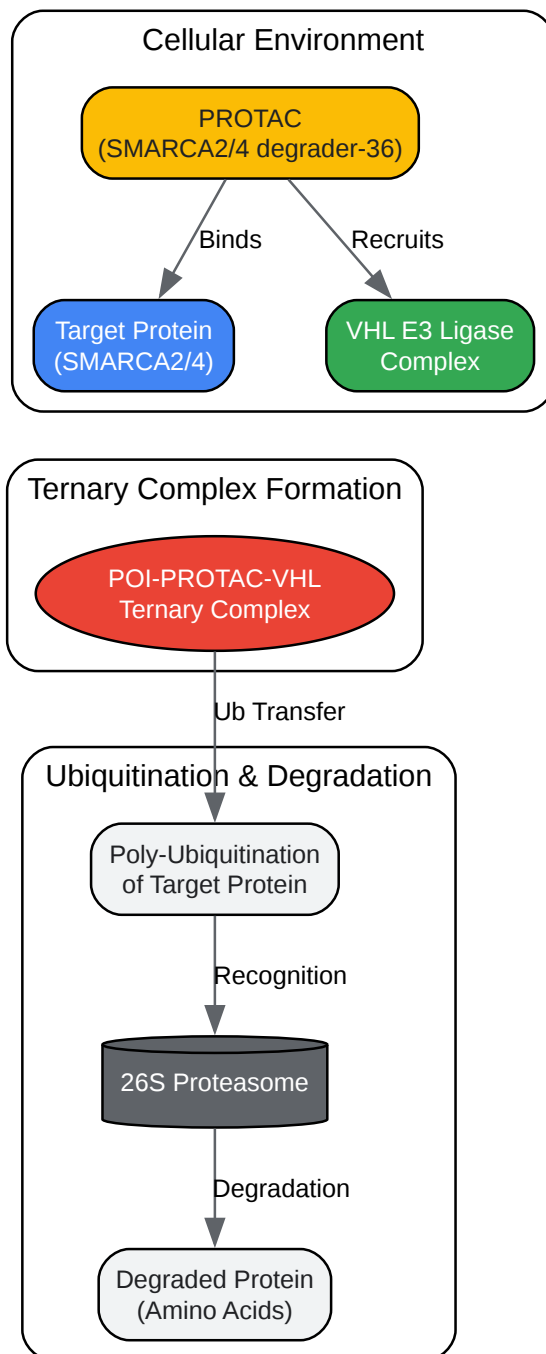 Cellular Environment
PROTAC
(SMARCA2/4 degrader-36)
Binds
Recruits
Target Protein
(SMARCA2/4)
VHL E3 Ligase
Complex
Ternary Complex Formation
POI-PROTAC-VHL
Ternary Complex
Ub Transfer
Ubiquitination & Degradation
Poly-Ubiquitination
of Target Protein
Recognition
26S Proteasome
Degradation
Degraded Protein
(Amino Acids)